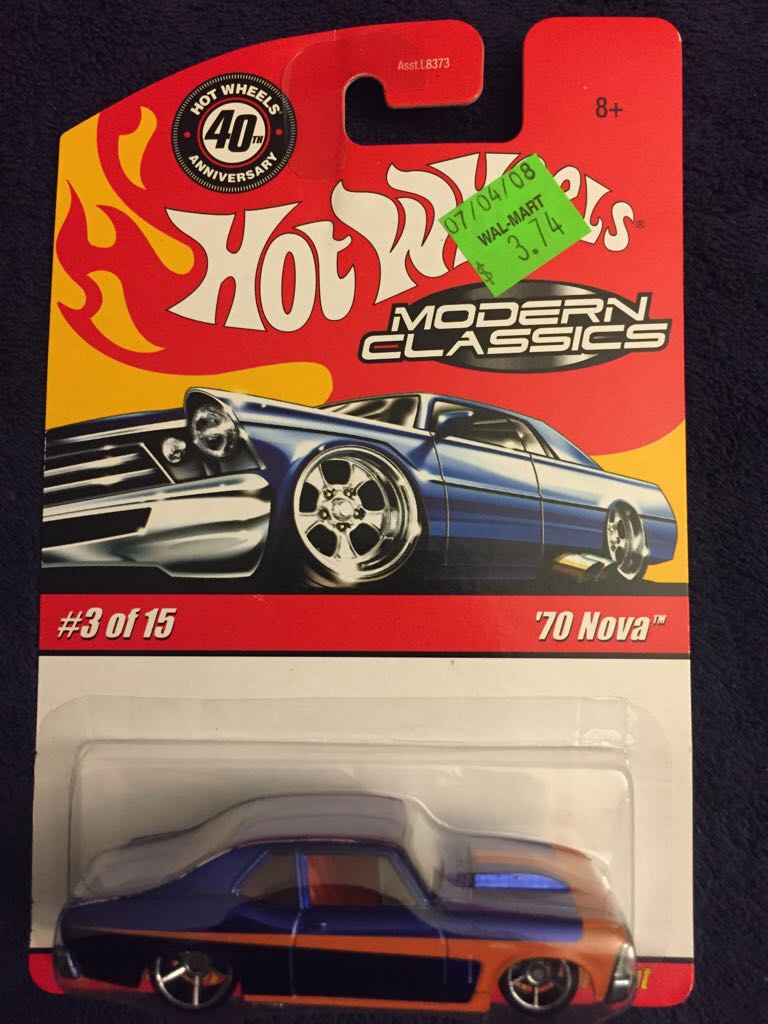 Asst.L8373
8+
HOT WHEELS
40TH
ANNIVERSARY
HOT WHEELS®
07/04/08
WAL-MART
$ 3.74
MODERN
CLASSICS
#3 of 15
'70 Nova™